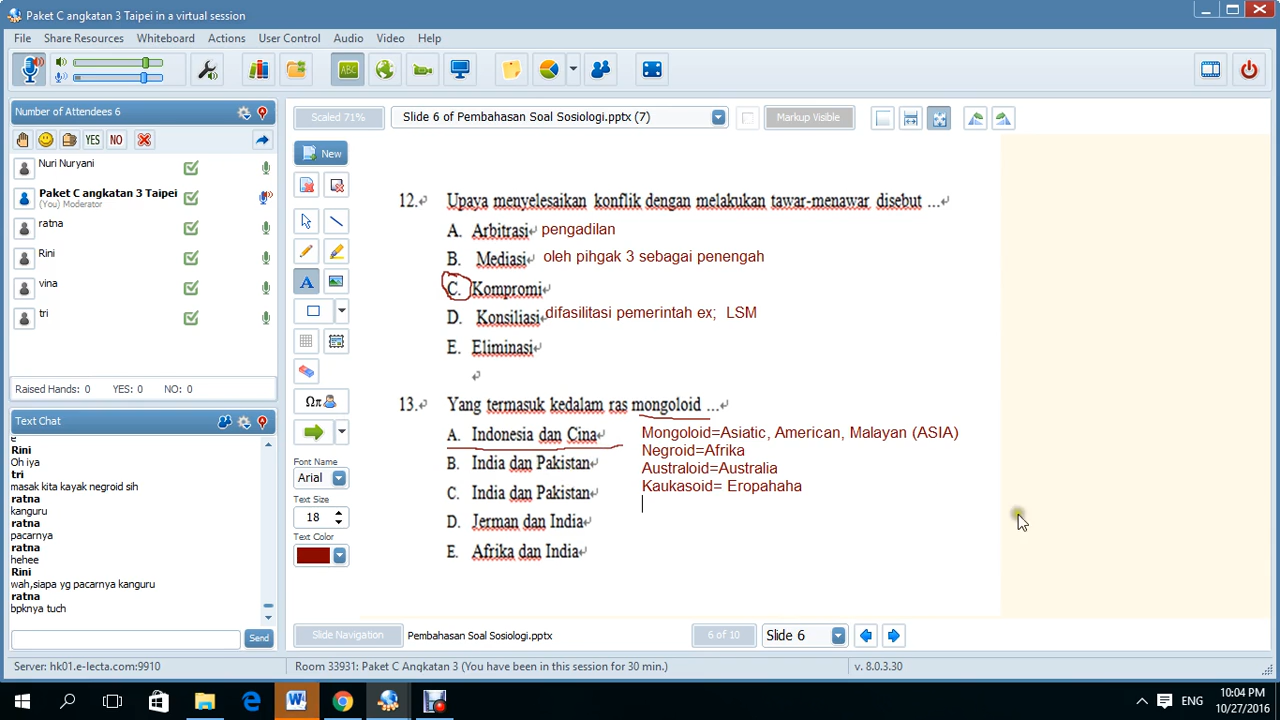 Paket C angkatan 3 Taipei in a virtual session
File Share Resources Whiteboard Actions User Control Audio Video Help
ABC
Number of Attendees 6
YES NO
Nuri Nuryani
Paket C angkatan 3 Taipei
(You) Moderator
ratna
Rini
vina
tri
Raised Hands: 0 YES: 0 NO: 0
Text Chat
e
Rini
Oh iya
tri
masak kita kayak negroid sih
ratna
kanguru
ratna
pacarnya
ratna
hehee
Rini
wah,siapa yg pacarnya kanguru
ratna
bpknya tuch
Send
Scaled 71%
Slide 6 of Pembahasan Soal Sosiologi.pptx (7)
Markup Visible
New
A
Ωπ
Font Name
Arial
Text Size
18
Text Color
12. Upaya menyelesaikan konflik dengan melakukan tawar-menawar disebut ...
A. Arbitrasi pengadilan
B. Mediasi oleh pihgak 3 sebagai penengah
C. Kompromi
D. Konsiliasi difasilitasi pemerintah ex; LSM
E. Eliminasi
13. Yang termasuk kedalam ras mongoloid ...
A. Indonesia dan Cina Mongoloid=Asiatic, American, Malayan (ASIA)
Negroid=Afrika
B. India dan Pakistan Australoid=Australia
C. India dan Pakistan Kaukasoid= Eropahaha
D. Jerman dan India
E. Afrika dan India
Slide Navigation Pembahasan Soal Sosiologi.pptx 6 of 10 Slide 6
Server: hk01.e-lecta.com:9910 Room 33931: Paket C Angkatan 3 (You have been in this session for 30 min.) v. 8.0.3.30
ENG
10:04 PM
10/27/2016